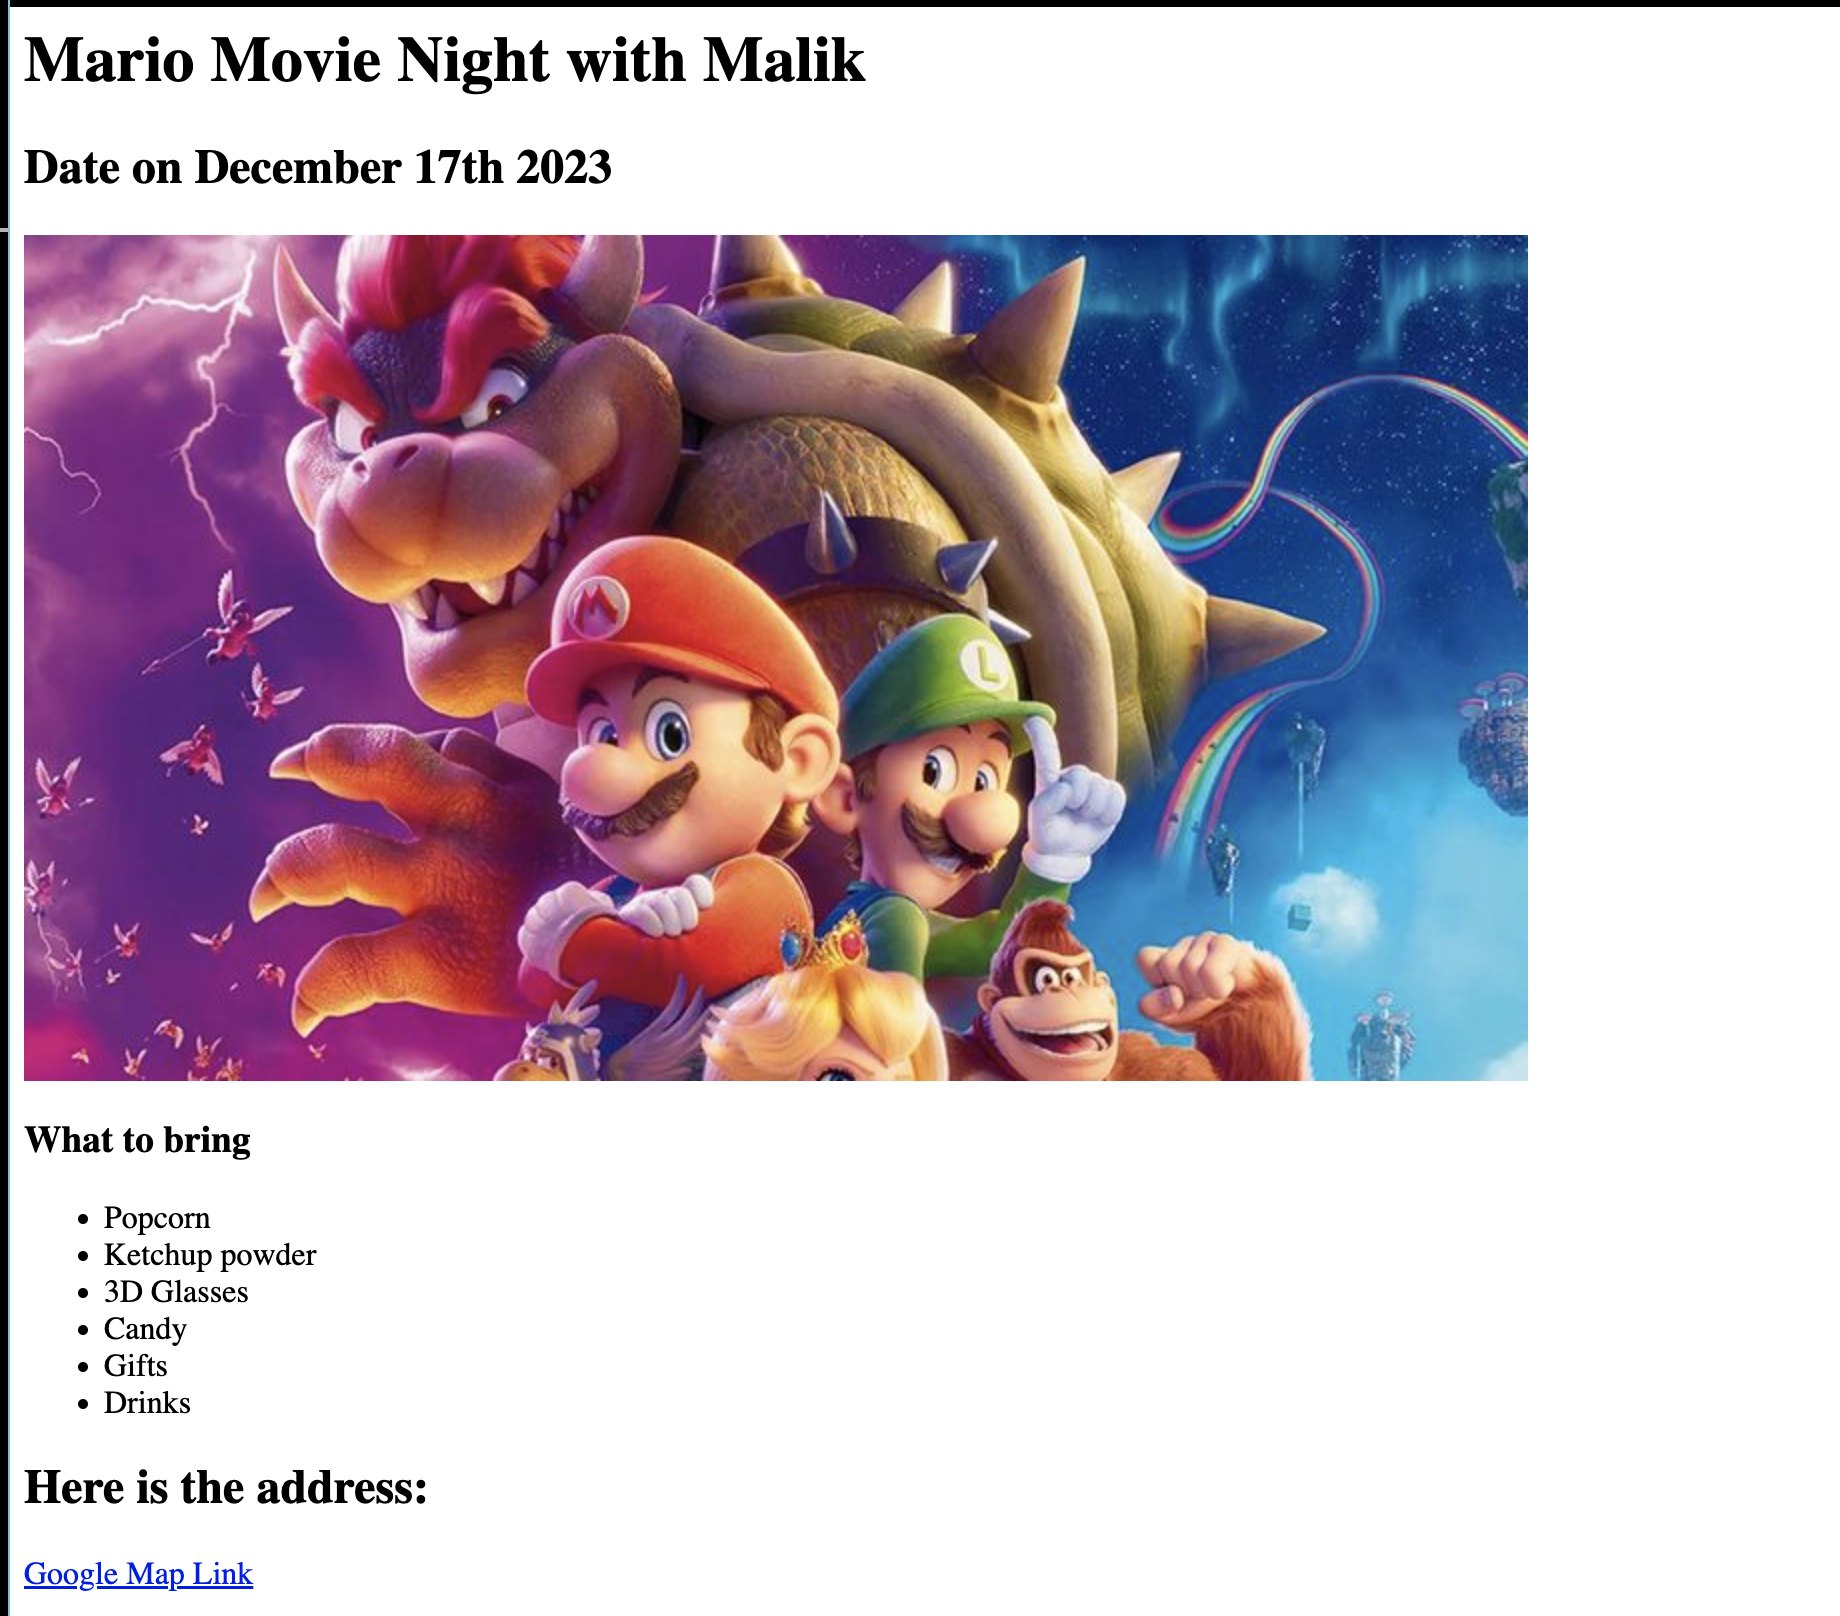 Mario Movie Night with Malik
Date on December 17th 2023
M
L
What to bring
Popcorn
Ketchup powder
3D Glasses
Candy
Gifts
Drinks
Here is the address:
Google Map Link